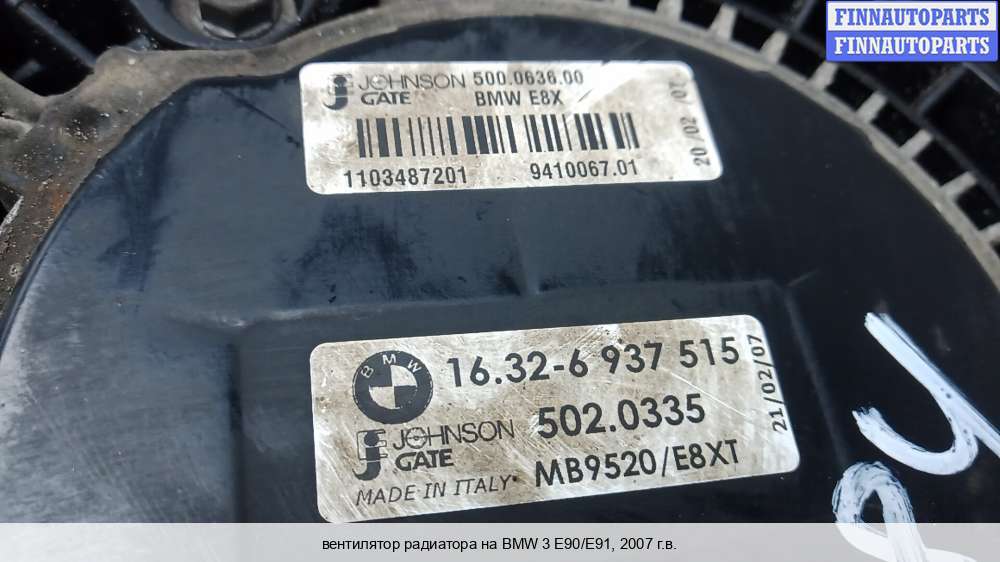 FINNAUTOPARTS
FINNAUTOPARTS
JOHNSON 500.0636.00
GATE BMW E8X
20/02/07
1103487201 9410067.01
BMW
16.32-6 937 515
JOHNSON 502.0335
GATE MB9520/E8XT
MADE IN ITALY
21/02/07
вентилятор радиатора на BMW 3 E90/E91, 2007 г.в.